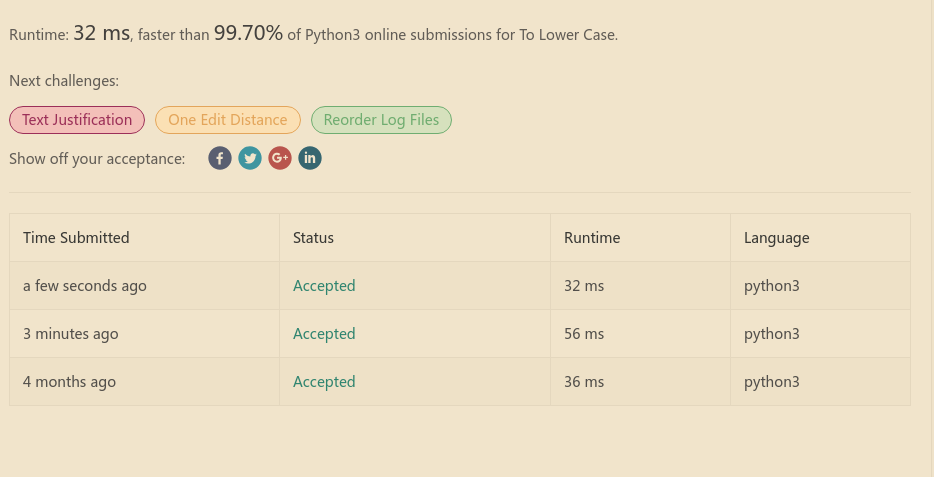 Runtime: 32 ms, faster than 99.70% of Python3 online submissions for To Lower Case.
Next challenges:
Text Justification One Edit Distance Reorder Log Files
Show off your acceptance: f G+ in
Time Submitted Status Runtime Language
a few seconds ago Accepted 32 ms python3
3 minutes ago Accepted 56 ms python3
4 months ago Accepted 36 ms python3